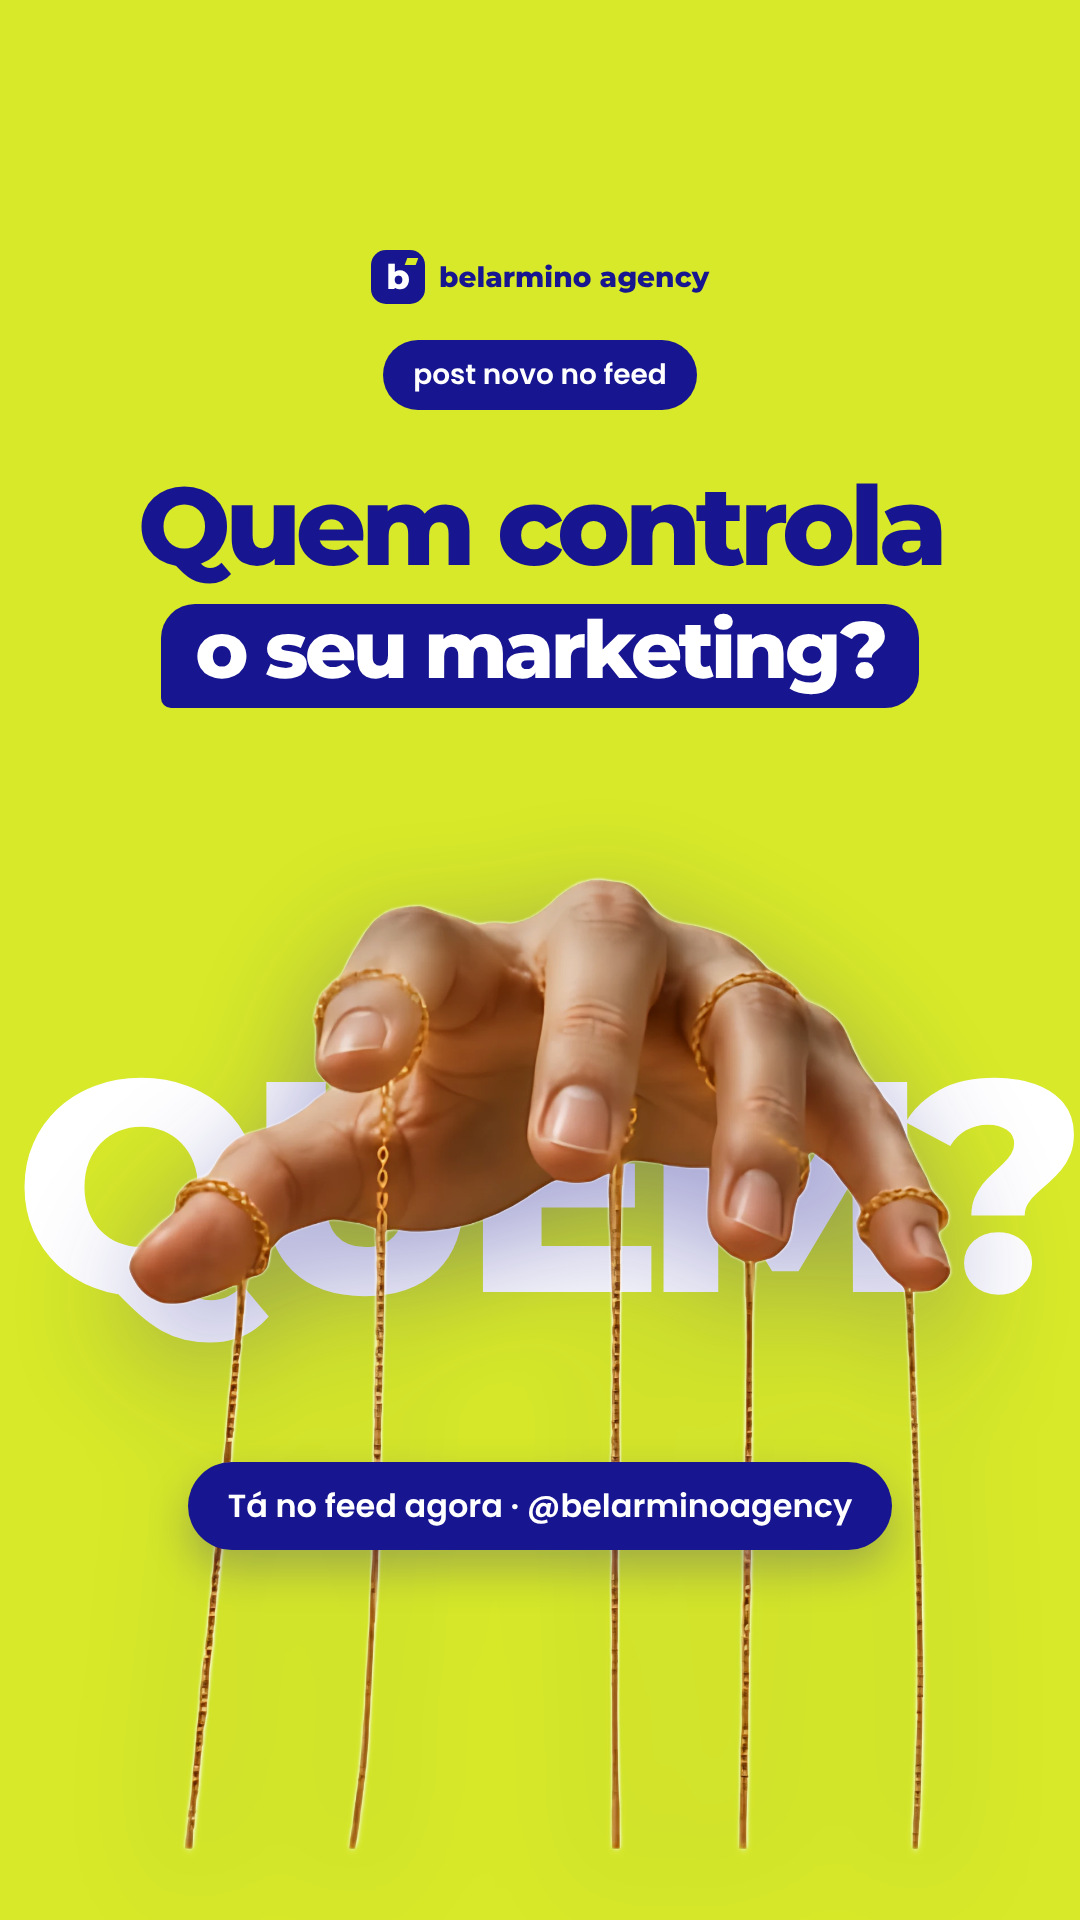 b belarmino agency
post novo no feed
Quem controla
o seu marketing?
QUEM?
Tá no feed agora · @belarminoagency